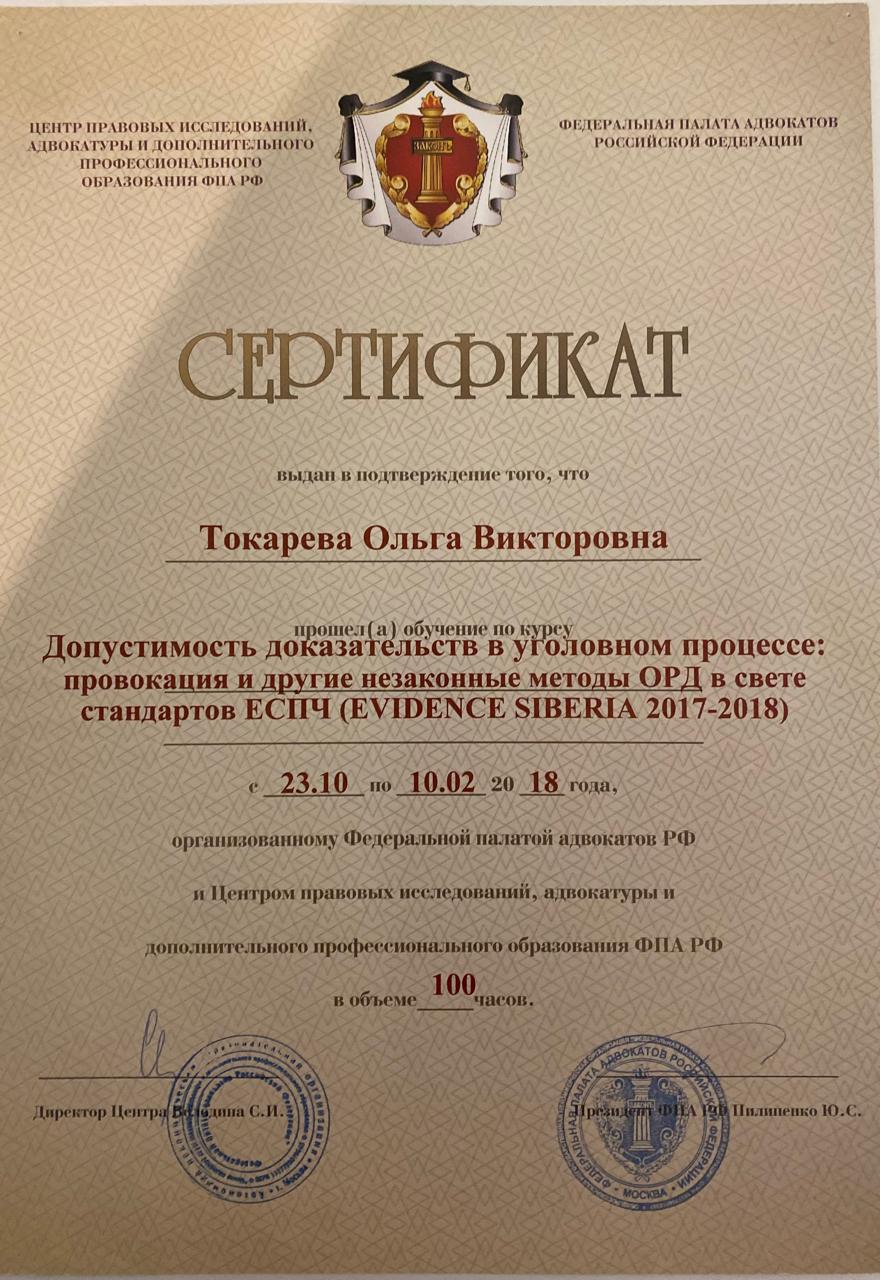 ЦЕНТР ПРАВОВЫХ ИССЛЕДОВАНИЙ,
АДВОКАТУРЫ И ДОПОЛНИТЕЛЬНОГО
ПРОФЕССИОНАЛЬНОГО
ОБРАЗОВАНИЯ ФПА РФ
ФЕДЕРАЛЬНАЯ ПАЛАТА АДВОКАТОВ
РОССИЙСКОЙ ФЕДЕРАЦИИ
ЗАКОНЪ
СЕРТИФИКАТ
выдан в подтверждение того, что
Токарева Ольга Викторовна
прошел(а) обучение по курсу
Допустимость доказательств в уголовном процессе:
провокация и другие незаконные методы ОРД в свете
стандартов ЕСПЧ (EVIDENCE SIBERIA 2017-2018)
с 23.10 по 10.02 20 18 года,
организованному Федеральной палатой адвокатов РФ
и Центром правовых исследований, адвокатуры и
дополнительного профессионального образования ФПА РФ
в объеме 100 часов.
Директор Центра Володина С.И.
Президент ФПА РФ Пилипенко Ю.С.
ФЕДЕРАЛЬНАЯ ПАЛАТА АДВОКАТОВ РОССИЙСКОЙ ФЕДЕРАЦИИ
МОСКВА